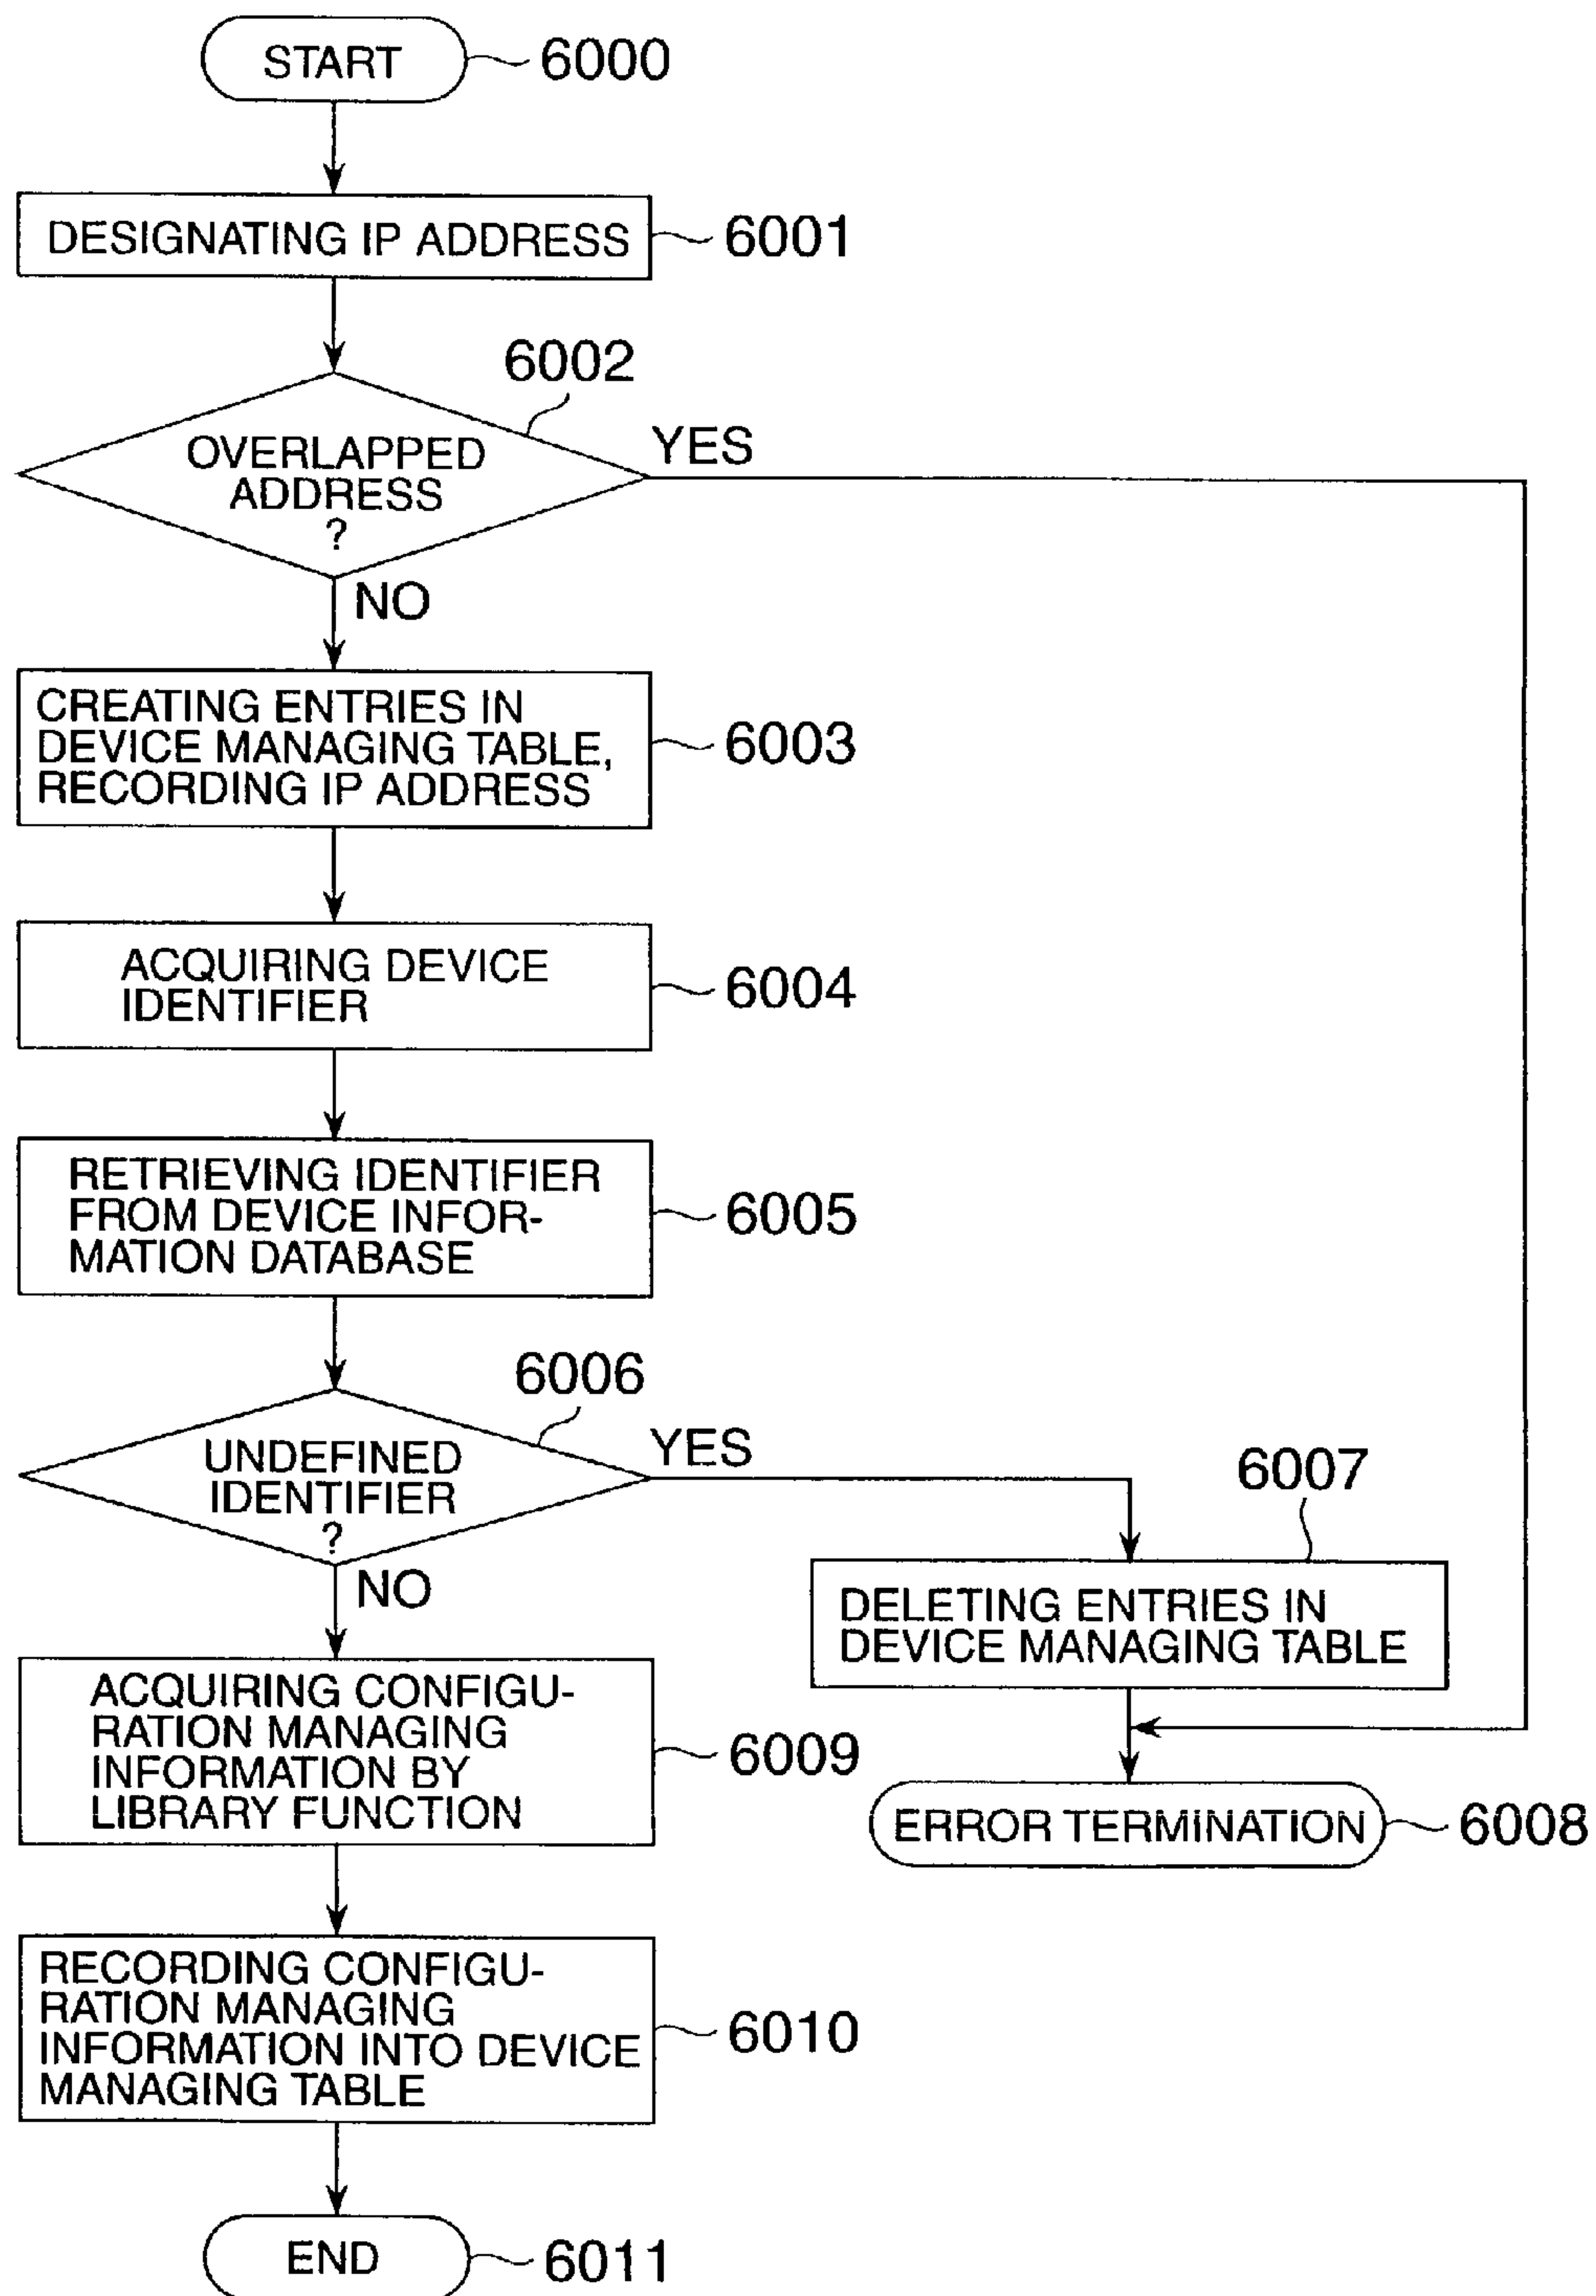 START
6000
DESIGNATING IP ADDRESS
6001
6002
OVERLAPPED
ADDRESS
?
YES
NO
CREATING ENTRIES IN
DEVICE MANAGING TABLE,
RECORDING IP ADDRESS
6003
ACQUIRING DEVICE
IDENTIFIER
6004
RETRIEVING IDENTIFIER
FROM DEVICE INFOR-
MATION DATABASE
6005
6006
UNDEFINED
IDENTIFIER
?
YES
NO
6007
DELETING ENTRIES IN
DEVICE MANAGING TABLE
ACQUIRING CONFIGU-
RATION MANAGING
INFORMATION BY
LIBRARY FUNCTION
6009
ERROR TERMINATION
6008
RECORDING CONFIGU-
RATION MANAGING
INFORMATION INTO DEVICE
MANAGING TABLE
6010
END
6011